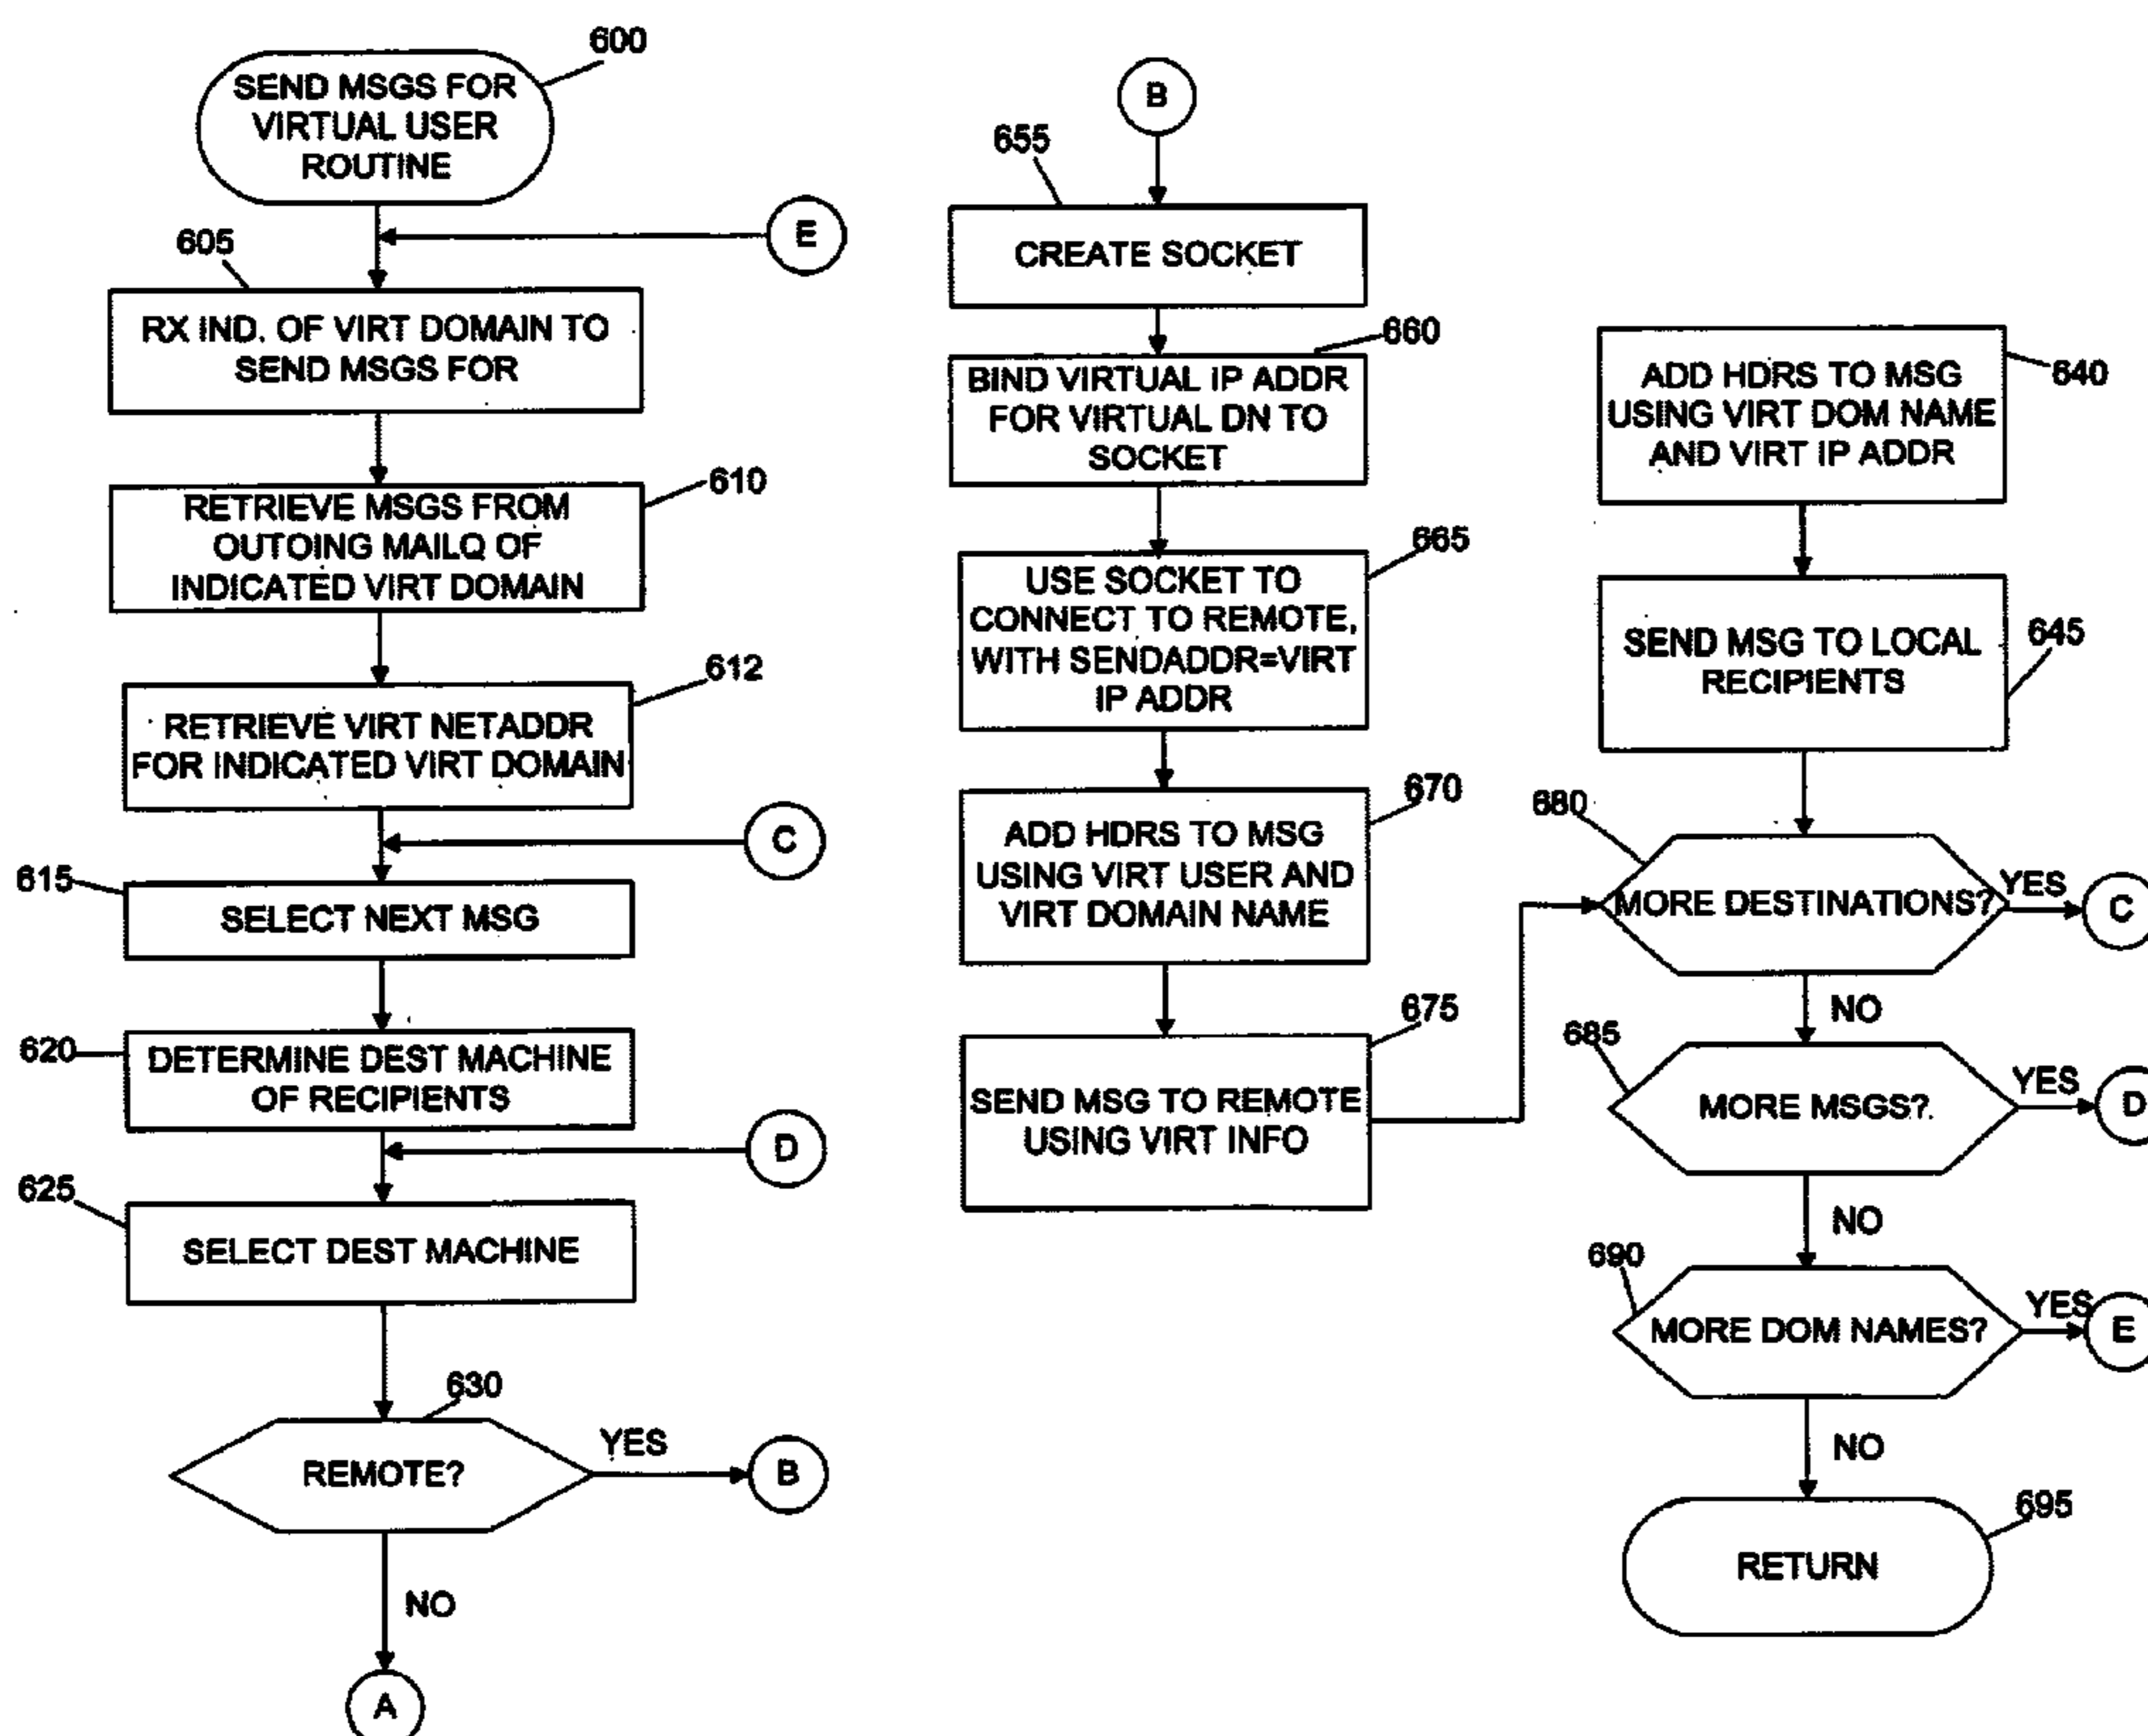 600
SEND MSGS FOR
VIRTUAL USER
ROUTINE
E
605
RX IND. OF VIRT DOMAIN TO
SEND MSGS FOR
610
RETRIEVE MSGS FROM
OUTOING MAILQ OF
INDICATED VIRT DOMAIN
612
RETRIEVE VIRT NETADDR
FOR INDICATED VIRT DOMAIN
C
615
SELECT NEXT MSG
620
DETERMINE DEST MACHINE
OF RECIPIENTS
D
625
SELECT DEST MACHINE
630
REMOTE?
YES
B
NO
A
B
655
CREATE SOCKET
660
BIND VIRTUAL IP ADDR
FOR VIRTUAL DN TO
SOCKET
665
USE SOCKET TO
CONNECT TO REMOTE,
WITH SENDADDR=VIRT
IP ADDR
670
ADD HDRS TO MSG
USING VIRT USER AND
VIRT DOMAIN NAME
675
SEND MSG TO REMOTE
USING VIRT INFO
640
ADD HDRS TO MSG
USING VIRT DOM NAME
AND VIRT IP ADDR
645
SEND MSG TO LOCAL
RECIPIENTS
680
MORE DESTINATIONS?
YES
C
NO
685
MORE MSGS?
YES
D
NO
690
MORE DOM NAMES?
YES
E
NO
695
RETURN